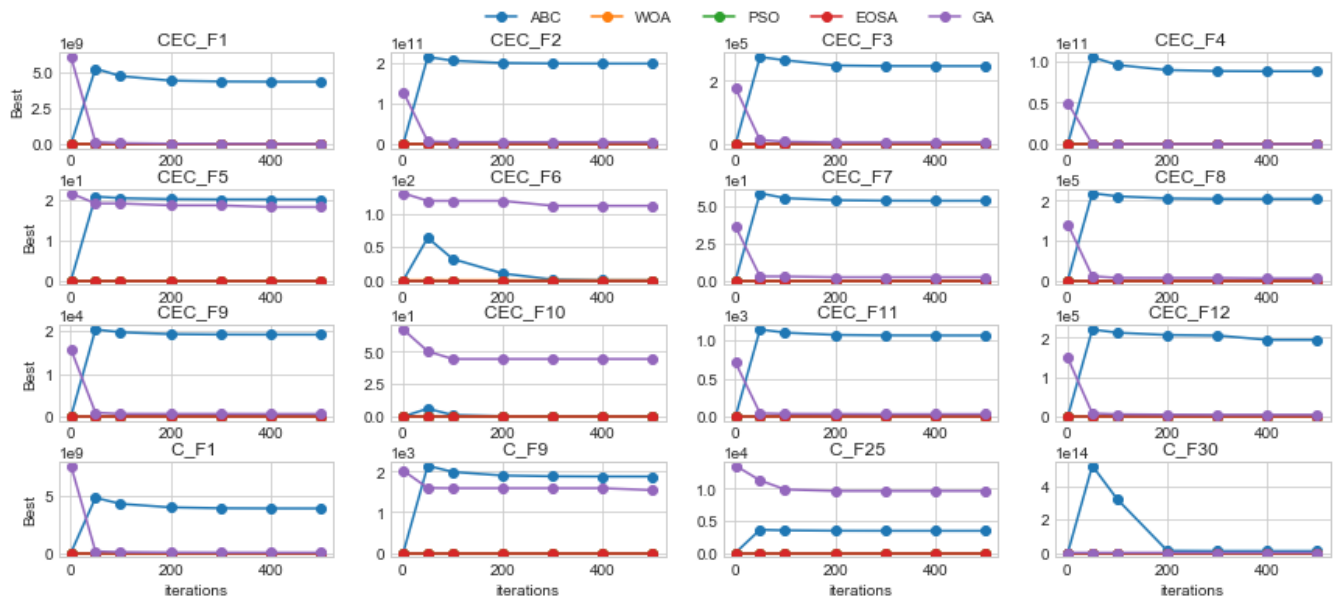 ABC WOA PSO EOSA GA
1e9 CEC_F1 1e11 CEC_F2 1e5 CEC_F3 1e11 CEC_F4
Best
5.0
2.5
0.0
0 200 400
2
1
0
0 200 400
2
0
0 200 400
1.0
0.5
0.0
0 200 400
1e1 CEC_F5 1e2 CEC_F6 1e1 CEC_F7 1e5 CEC_F8
Best
2
1
0
0 200 400
1.0
0.5
0.0
0 200 400
5.0
2.5
0.0
0 200 400
2
1
0
0 200 400
1e4 CEC_F9 1e1 CEC_F10 1e3 CEC_F11 1e5 CEC_F12
Best
2
1
0
0 200 400
5.0
2.5
0.0
0 200 400
1.0
0.5
0.0
0 200 400
2
1
0
0 200 400
1e9 C_F1 1e3 C_F9 1e4 C_F25 1e14 C_F30
Best
5
0
0 200 400
iterations
2
1
0
0 200 400
iterations
1.0
0.5
0.0
0 200 400
iterations
4
2
0
0 200 400
iterations